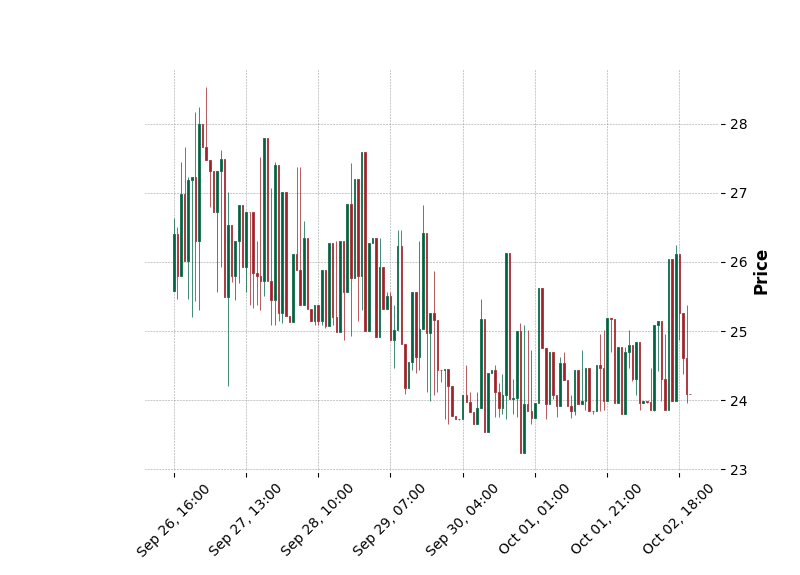 28
27
26
25
24
23
Price
Sep 26, 16:00
Sep 27, 13:00
Sep 28, 10:00
Sep 29, 07:00
Sep 30, 04:00
Oct 01, 01:00
Oct 01, 21:00
Oct 02, 18:00